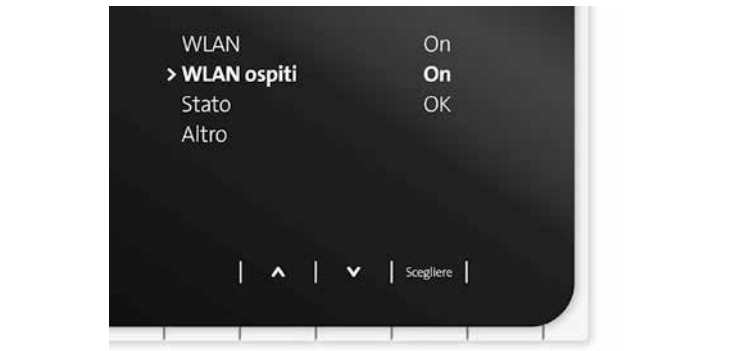 WLAN On
> WLAN ospiti On
Stato OK
Altro
Scegliere